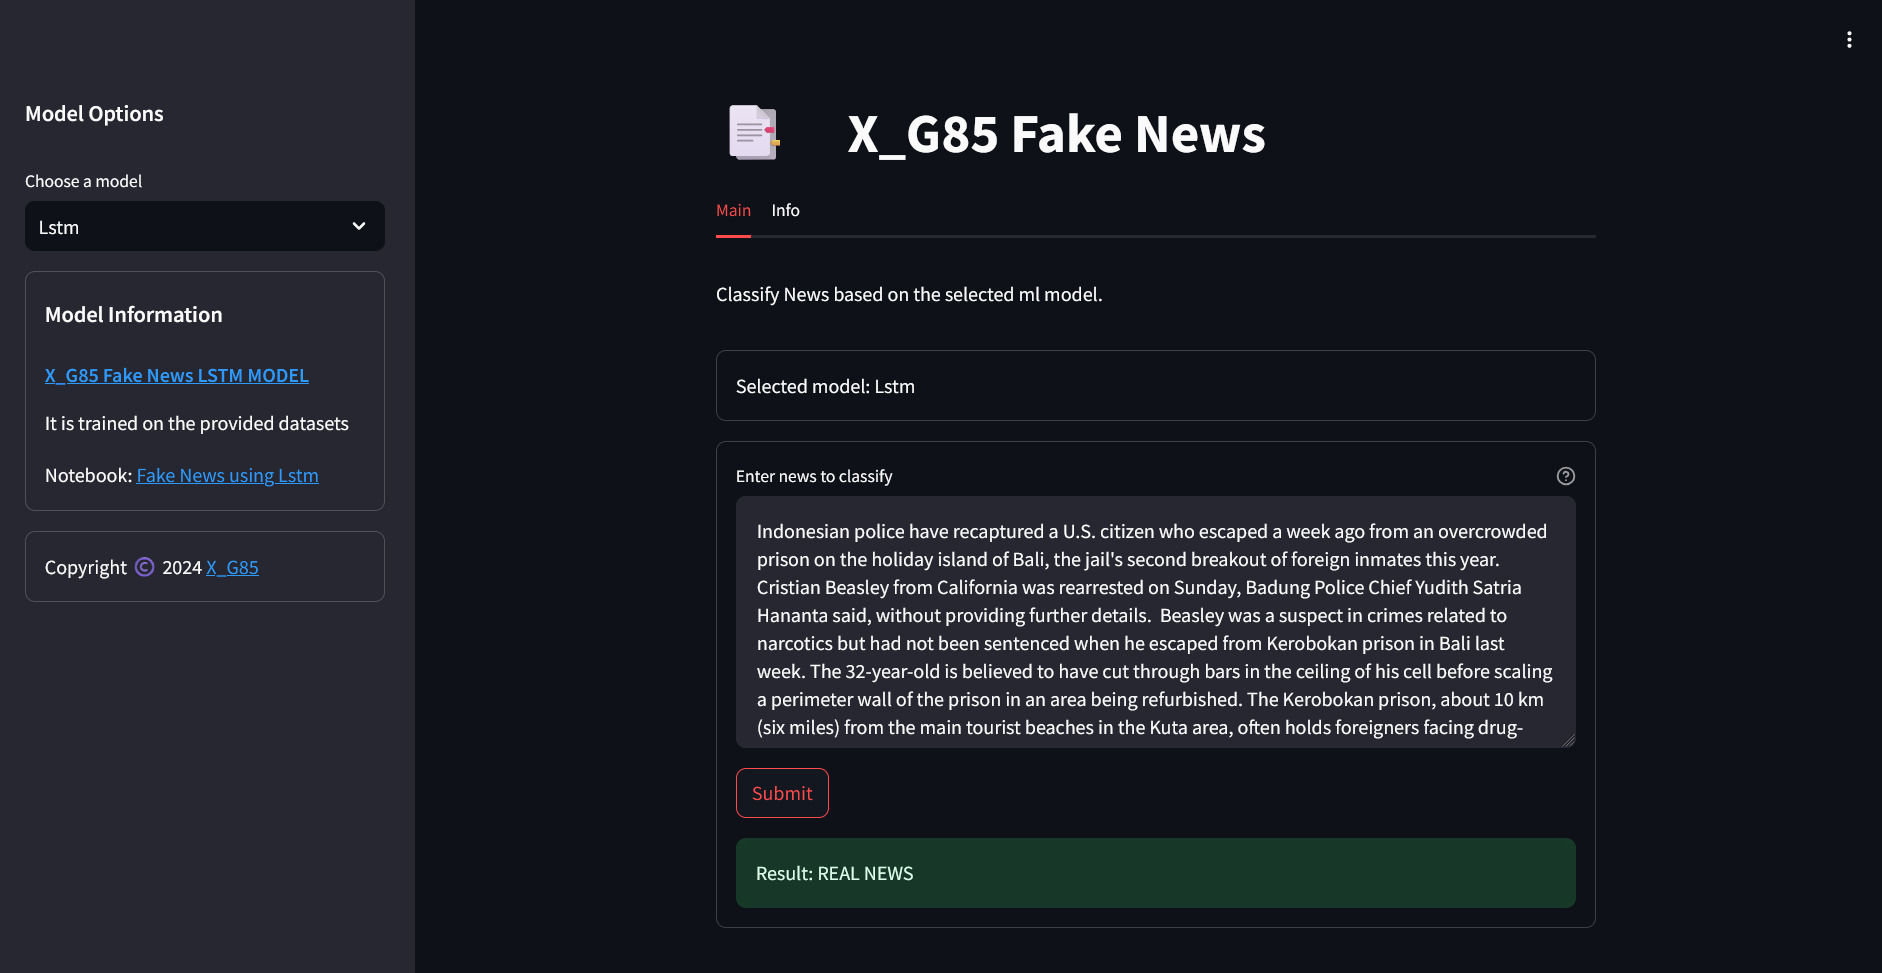 Model Options
Choose a model
Lstm
Model Information
X_G85 Fake News LSTM MODEL
It is trained on the provided datasets
Notebook: Fake News using Lstm
Copyright © 2024 X_G85
X_G85 Fake News
Main Info
Classify News based on the selected ml model.
Selected model: Lstm
Enter news to classify
Indonesian police have recaptured a U.S. citizen who escaped a week ago from an overcrowded
prison on the holiday island of Bali, the jail's second breakout of foreign inmates this year.
Cristian Beasley from California was rearrested on Sunday, Badung Police Chief Yudith Satria
Hananta said, without providing further details.  Beasley was a suspect in crimes related to
narcotics but had not been sentenced when he escaped from Kerobokan prison in Bali last
week. The 32-year-old is believed to have cut through bars in the ceiling of his cell before scaling
a perimeter wall of the prison in an area being refurbished. The Kerobokan prison, about 10 km
(six miles) from the main tourist beaches in the Kuta area, often holds foreigners facing drug-
Submit
Result: REAL NEWS